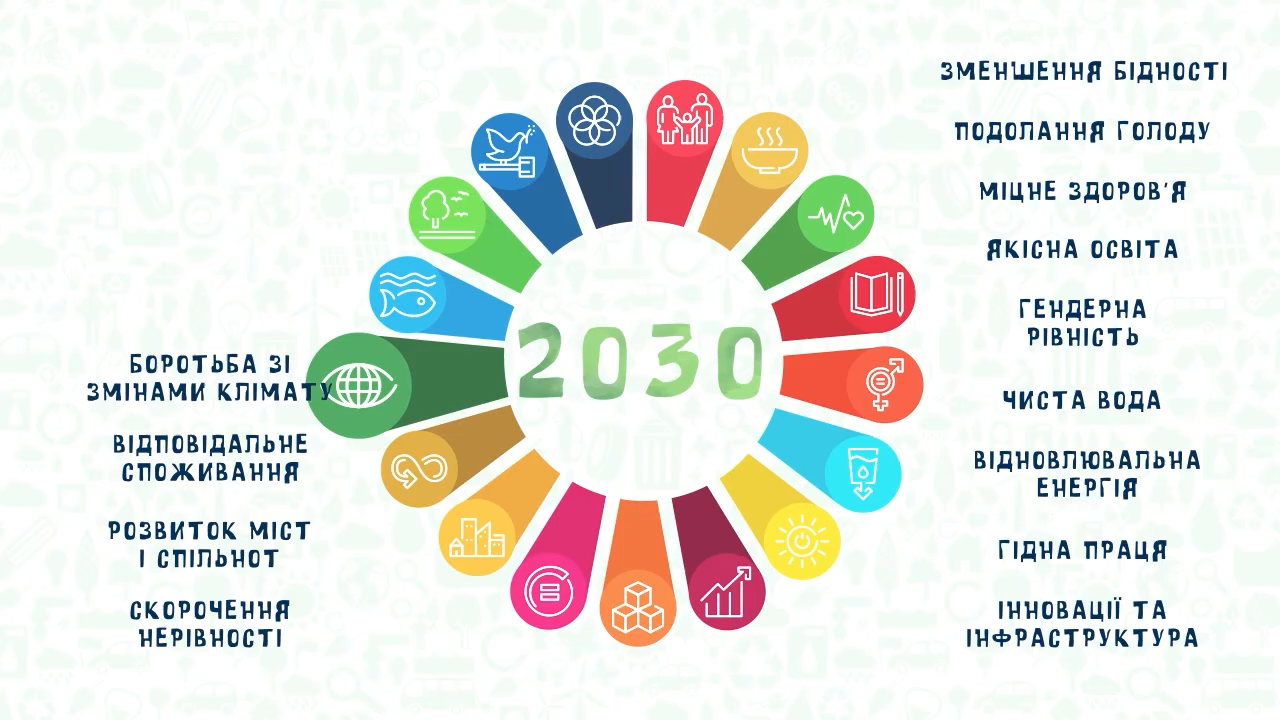 ЗМЕНШЕННЯ БІДНОСТІ
ПОДОЛАННЯ ГОЛОДУ
МІЦНЕ ЗДОРОВ'Я
ЯКІСНА ОСВІТА
ГЕНДЕРНА
РІВНІСТЬ
ЧИСТА ВОДА
ВІДНОВЛЮВАЛЬНА
ЕНЕРГІЯ
ГІДНА ПРАЦЯ
ІННОВАЦІЇ ТА
ІНФРАСТРУКТУРА
2030
БОРОТЬБА ЗІ
ЗМІНАМИ КЛІМАТУ
ВІДПОВІДАЛЬНЕ
СПОЖИВАННЯ
РОЗВИТОК МІСТ
І СПІЛЬНОТ
СКОРОЧЕННЯ
НЕРІВНОСТІ